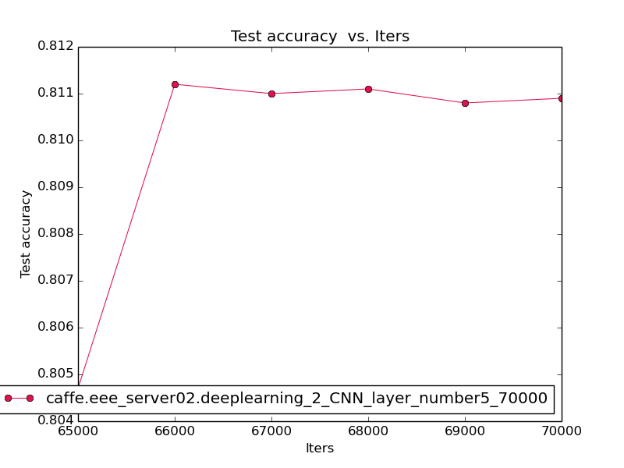 Test accuracy  vs. Iters
0.812
0.811
0.810
0.809
0.808
0.807
0.806
0.805
0.804
Test accuracy
caffe.eee_server02.deeplearning_2_CNN_layer_number5_70000
65000 66000 67000 68000 69000 70000
Iters